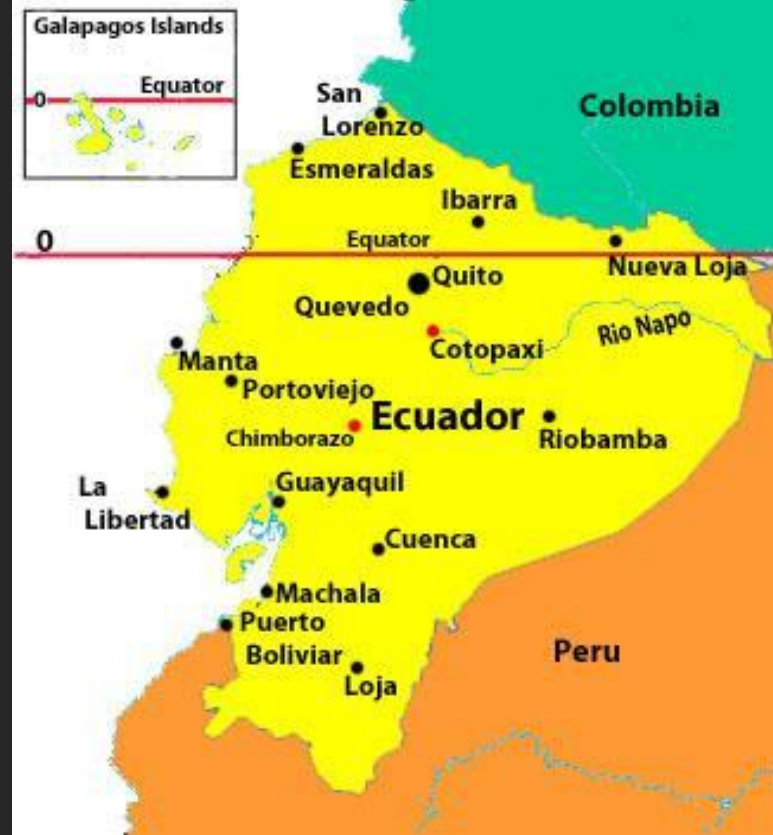 Galapagos Islands
Equator
0
San
Lorenzo
Colombia
Esmeraldas
Ibarra
0
Equator
Nueva Loja
Quito
Quevedo
Rio Napo
Cotopaxi
Manta
Portoviejo
Ecuador
Chimborazo
Riobamba
Guayaquil
La
Libertad
Cuenca
Machala
Puerto
Boliviar
Peru
Loja